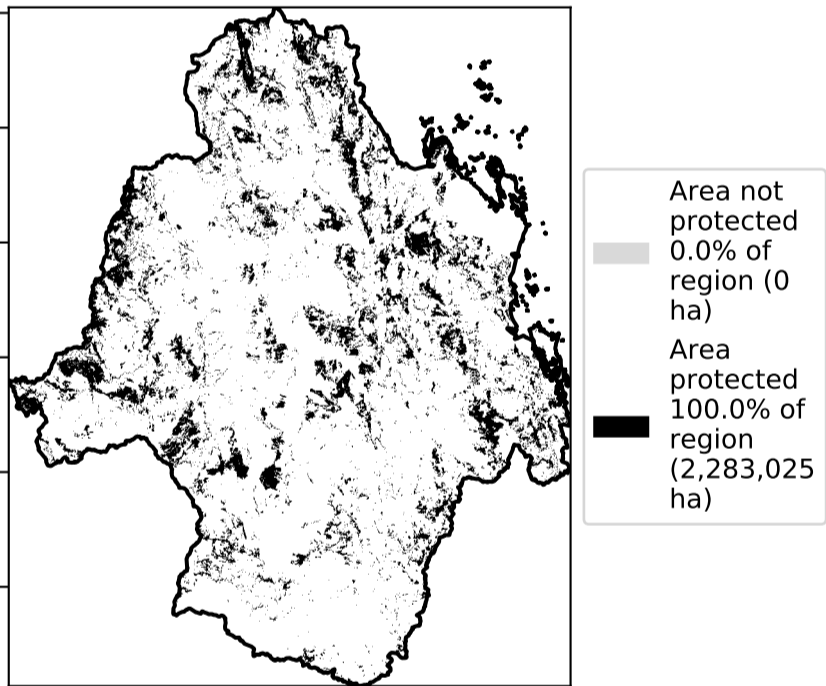 Area not
protected
0.0% of
region (0
ha)
Area
protected
100.0% of
region
(2,283,025
ha)